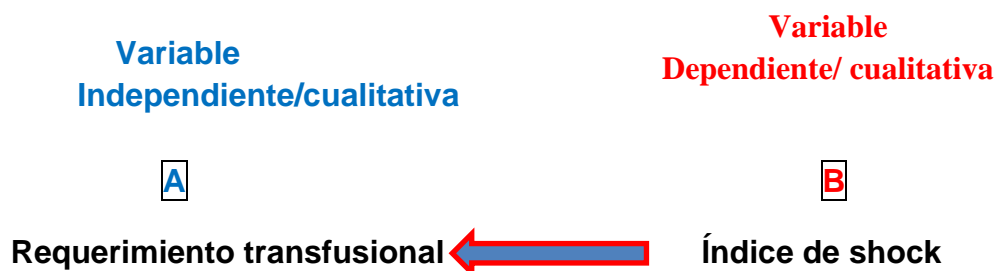 Variable
Independiente/cualitativa
Variable
Dependiente/ cualitativa
A
B
Requerimiento transfusional
Índice de shock